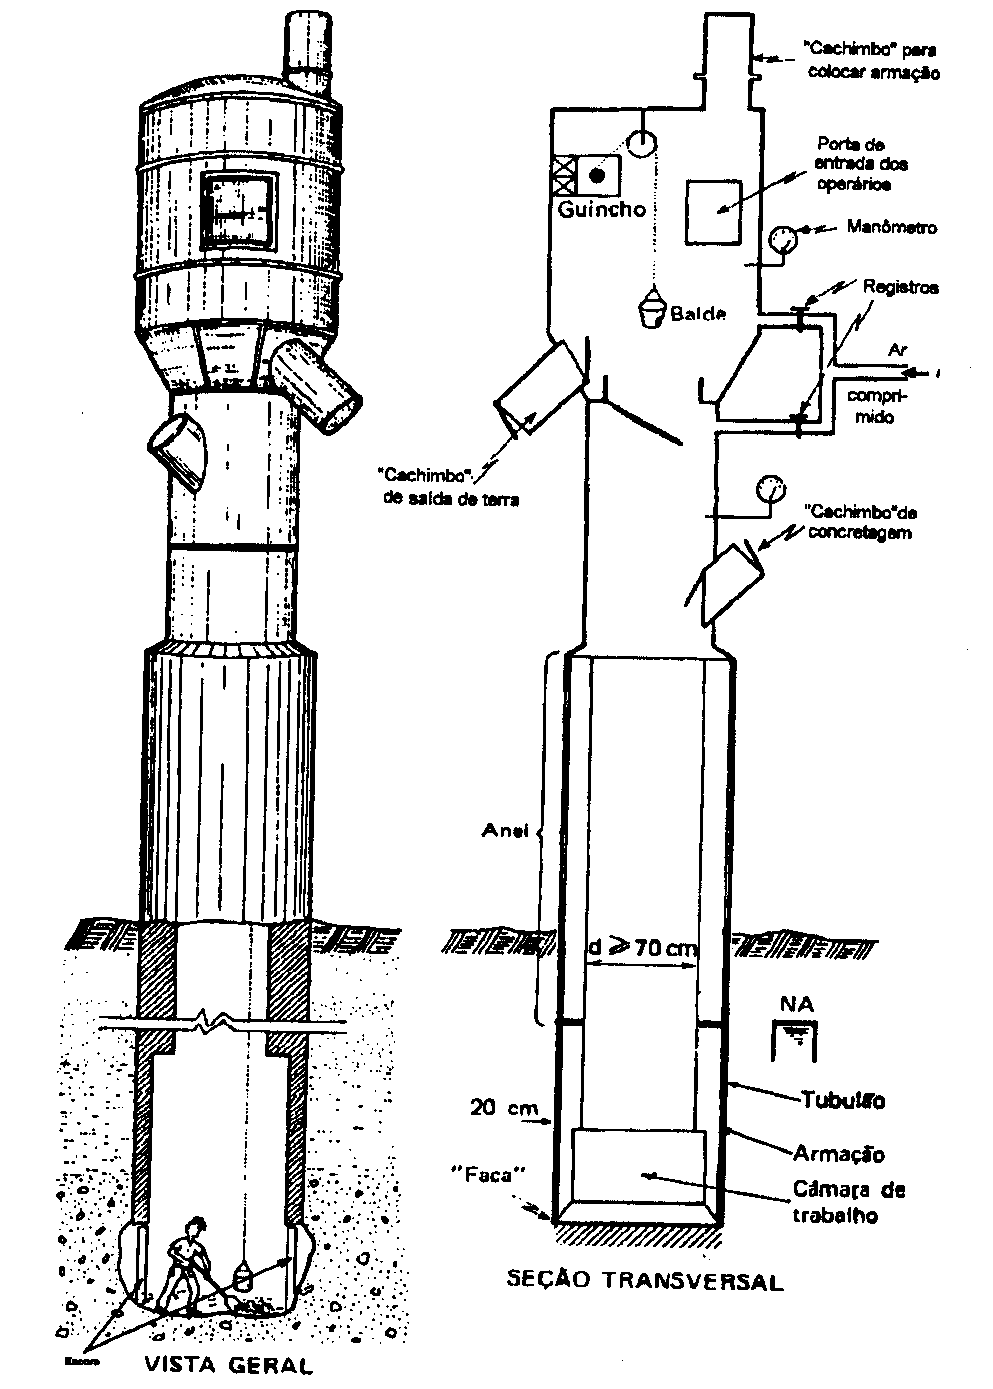 "Cachimbo" para
colocar armação
Porta de
entrada dos
operários
Guincho
Manômetro
Registros
Balde
Ar
compri-
mido
"Cachimbo"
de saída de terra
"Cachimbo"de
concretagem
Anel
d ⩾ 70 cm
NA
20 cm
Tubulão
Armação
"Faca"
Câmara de
trabalho
SEÇÃO TRANSVERSAL
VISTA GERAL